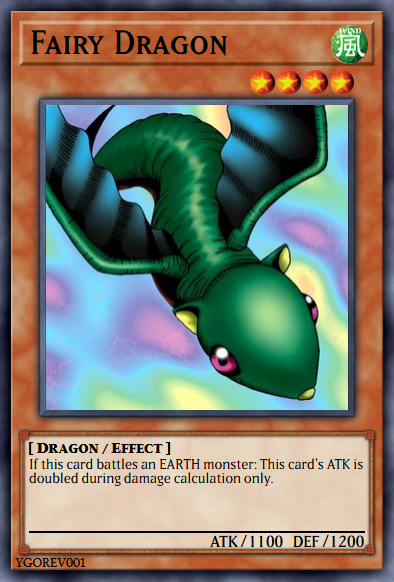 Fairy Dragon
WIND
風
[ Dragon / Effect ]
If this card battles an EARTH monster: This card's ATK is
doubled during damage calculation only.
ATK / 1100 DEF / 1200
YGOREV001